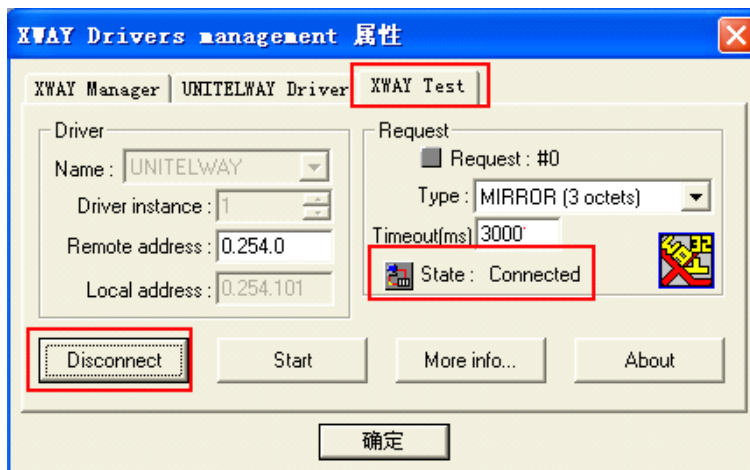 XWAY Drivers management 属性
XWAY Manager
UNITELWAY Driver
XWAY Test
Driver
Name : UNITELWAY
Driver instance : 1
Remote address : 0.254.0
Local address : 0.254.101
Request
Request : #0
Type : MIRROR (3 octets)
Timeout(ms) 3000
State : Connected
Disconnect
Start
More info...
About
确定